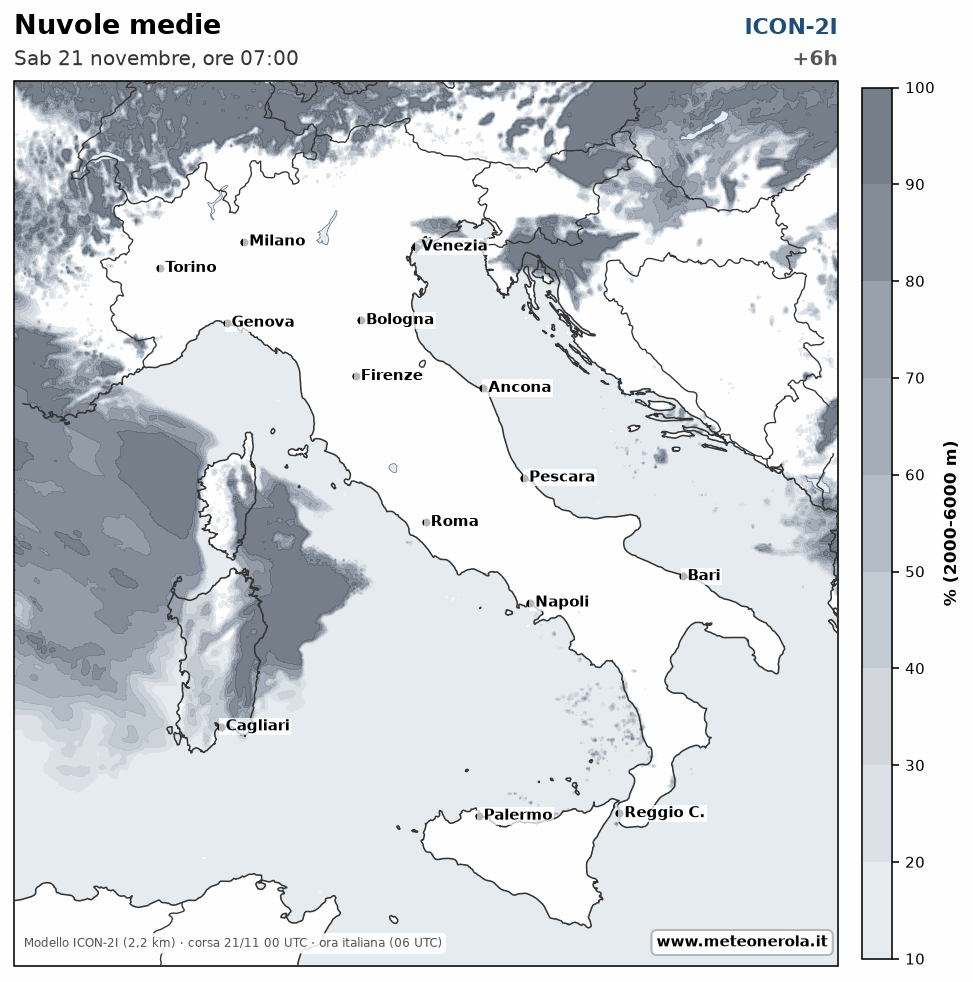 Nuvole medie
ICON-2I
Sab 21 novembre, ore 07:00
+6h
100
90
80
70
60
50
40
30
20
10
% (2000-6000 m)
Milano
Venezia
Torino
Genova
Bologna
Firenze
Ancona
Pescara
Roma
Bari
Napoli
Cagliari
Palermo
Reggio C.
Modello ICON-2I (2,2 km) · corsa 21/11 00 UTC · ora italiana (06 UTC)
www.meteonerola.it